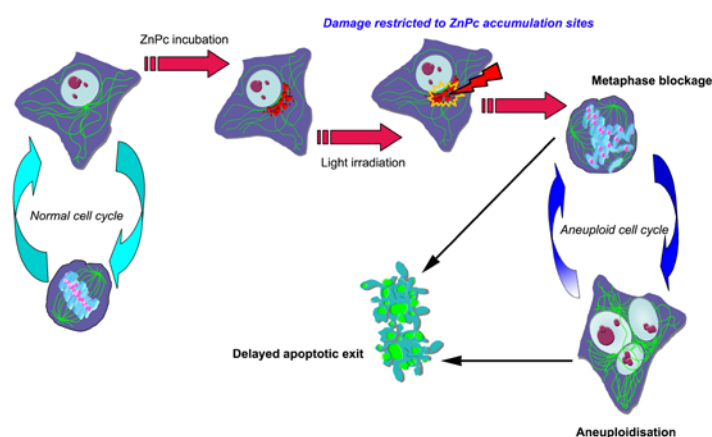 Damage restricted to ZnPc accumulation sites
ZnPc incubation
Metaphase blockage
Light irradiation
Normal cell cycle
Aneuploid cell cycle
Delayed apoptotic exit
Aneuploidisation